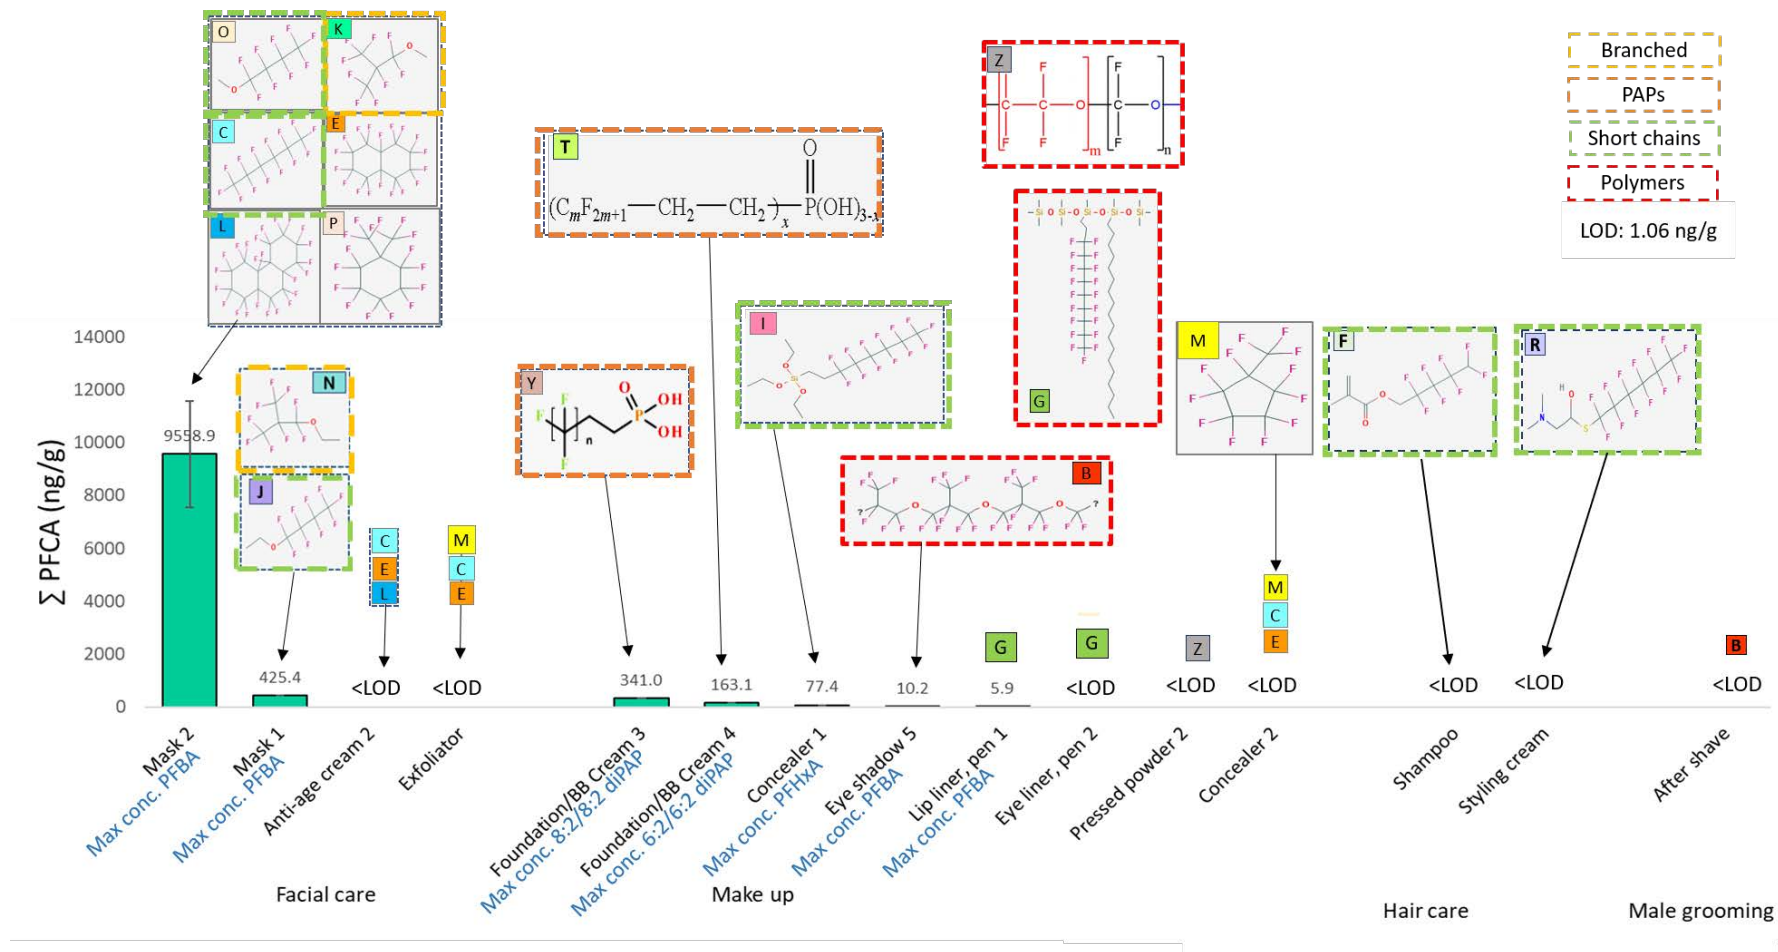 O
K
C
E
L
P
Z
Branched
PAPs
Short chains
Polymers
LOD: 1.06 ng/g
T
(CmF2m+1—CH2—CH2)x—P(OH)3-x
O
N
J
Y
I
G
B
M
F
R
∑ PFCA (ng/g)
14000
12000
10000
8000
6000
4000
2000
0
9558.9
425.4
C
E
L
<LOD
M
C
E
<LOD
341.0
163.1
77.4
10.2
G
5.9
G
<LOD
Z
<LOD
M
C
E
<LOD
<LOD
<LOD
B
<LOD
Mask 2
Max conc. PFBA
Mask 1
Max conc. PFBA
Anti-age cream 2
Exfoliator
Foundation/BB Cream 3
Max conc. 8:2/8:2 diPAP
Foundation/BB Cream 4
Max conc. 6:2/6:2 diPAP
Concealer 1
Max conc. PFHxA
Eye shadow 5
Max conc. PFBA
Lip liner, pen 1
Max conc. PFBA
Eye liner, pen 2
Pressed powder 2
Concealer 2
Shampoo
Styling cream
After shave
Facial care
Make up
Hair care
Male grooming